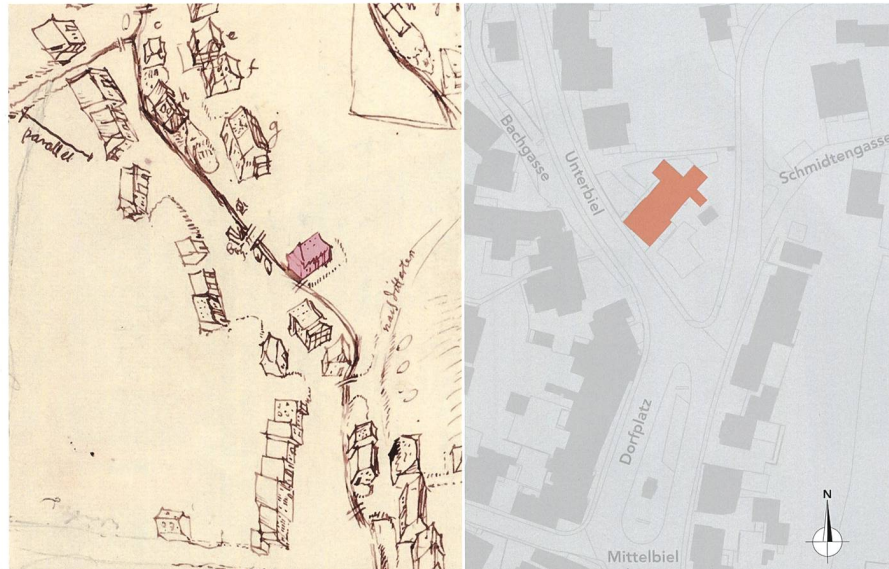 c
e
f
h
g
parallel
Bachgasse
Unterbiel
Schmidtengasse
Dorfplatz
Mittelbiel
N